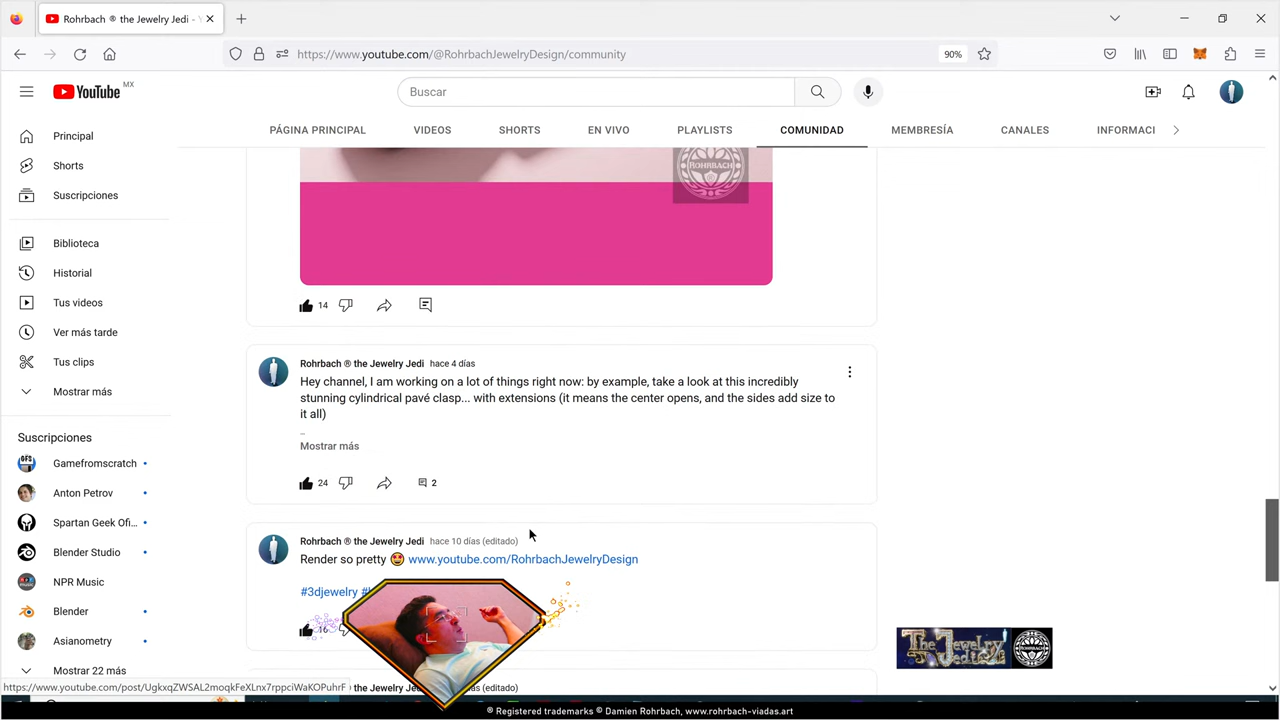 Rohrbach ® the Jewelry Jedi -
https://www.youtube.com/@RohrbachJewelryDesign/community
90%
YouTube MX
Buscar
PÁGINA PRINCIPAL VIDEOS SHORTS EN VIVO PLAYLISTS COMUNIDAD MEMBRESÍA CANALES INFORMACI
Principal
Shorts
Suscripciones
Biblioteca
Historial
Tus videos
Ver más tarde
Tus clips
Mostrar más
Suscripciones
Gamefromscratch
Anton Petrov
Spartan Geek Ofi...
Blender Studio
NPR Music
Blender
Asianometry
Mostrar 22 más
ROHRBACH
14
Rohrbach ® the Jewelry Jedi hace 4 días
Hey channel, I am working on a lot of things right now: by example, take a look at this incredibly
stunning cylindrical pavé clasp... with extensions (it means the center opens, and the sides add size to
it all)
_
Mostrar más
24 2
Rohrbach ® the Jewelry Jedi hace 10 días (editado)
Render so pretty 🤩 www.youtube.com/RohrbachJewelryDesign
#3djewelry
16
the Jewelry Jedi
ROHRBACH
https://www.youtube.com/post/UgkxqZWSAL2moqkFeXLnx7rppciWaKOPuhrF
the Jewelry Jedi (editado)
® Registered trademarks © Damien Rohrbach, www.rohrbach-viadas.art